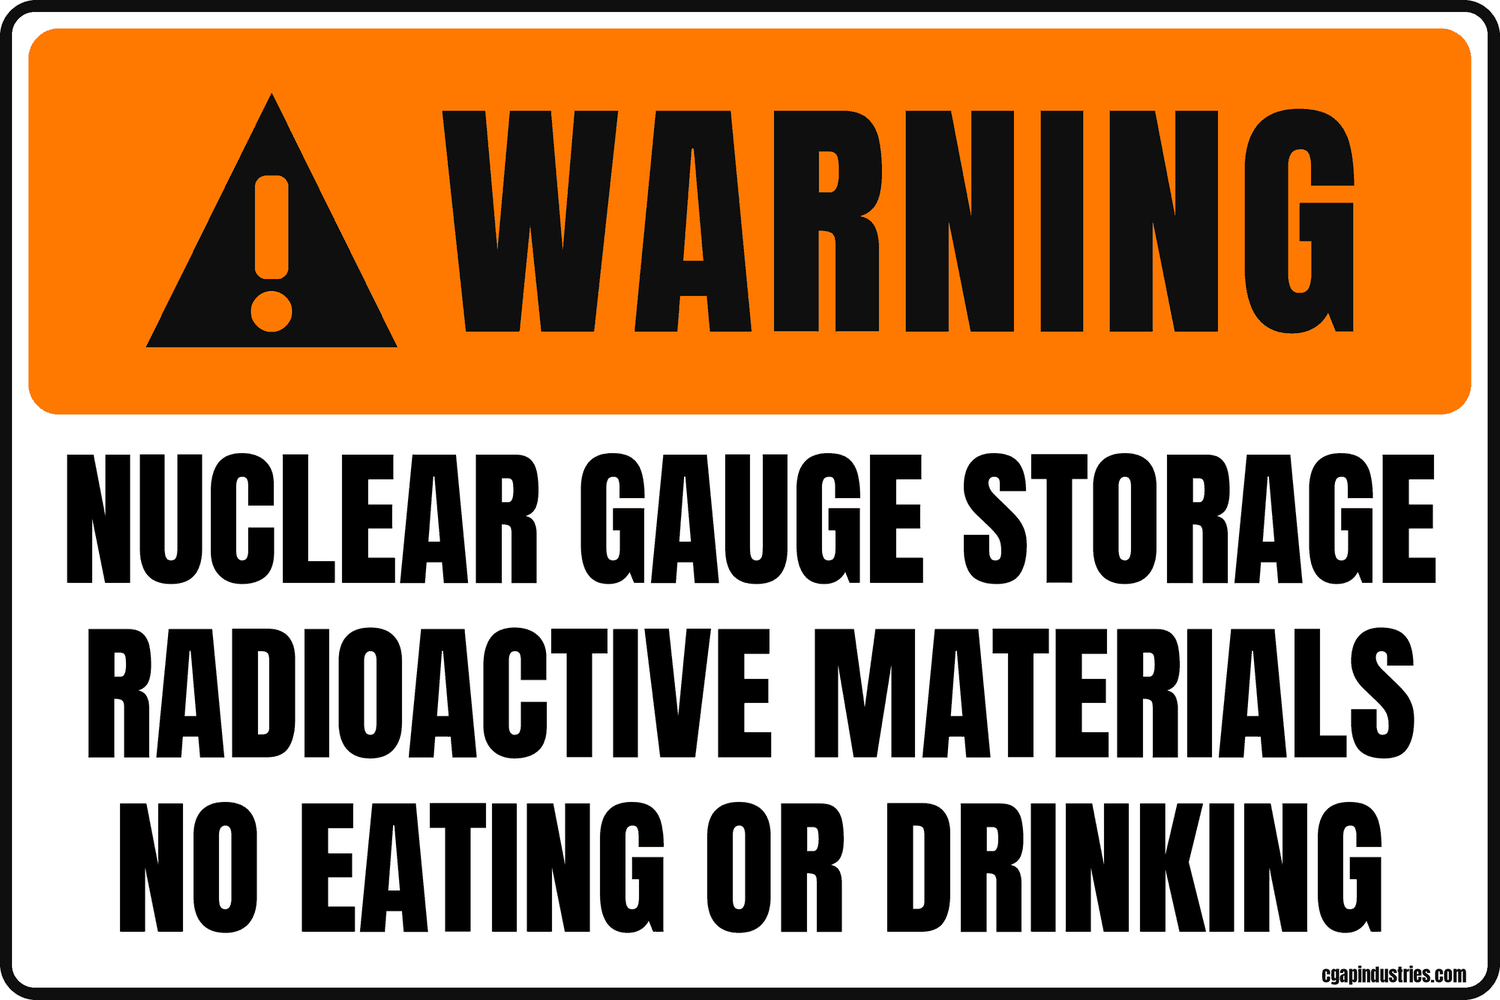 WARNING
NUCLEAR GAUGE STORAGE
RADIOACTIVE MATERIALS
NO EATING OR DRINKING
cgapindustries.com